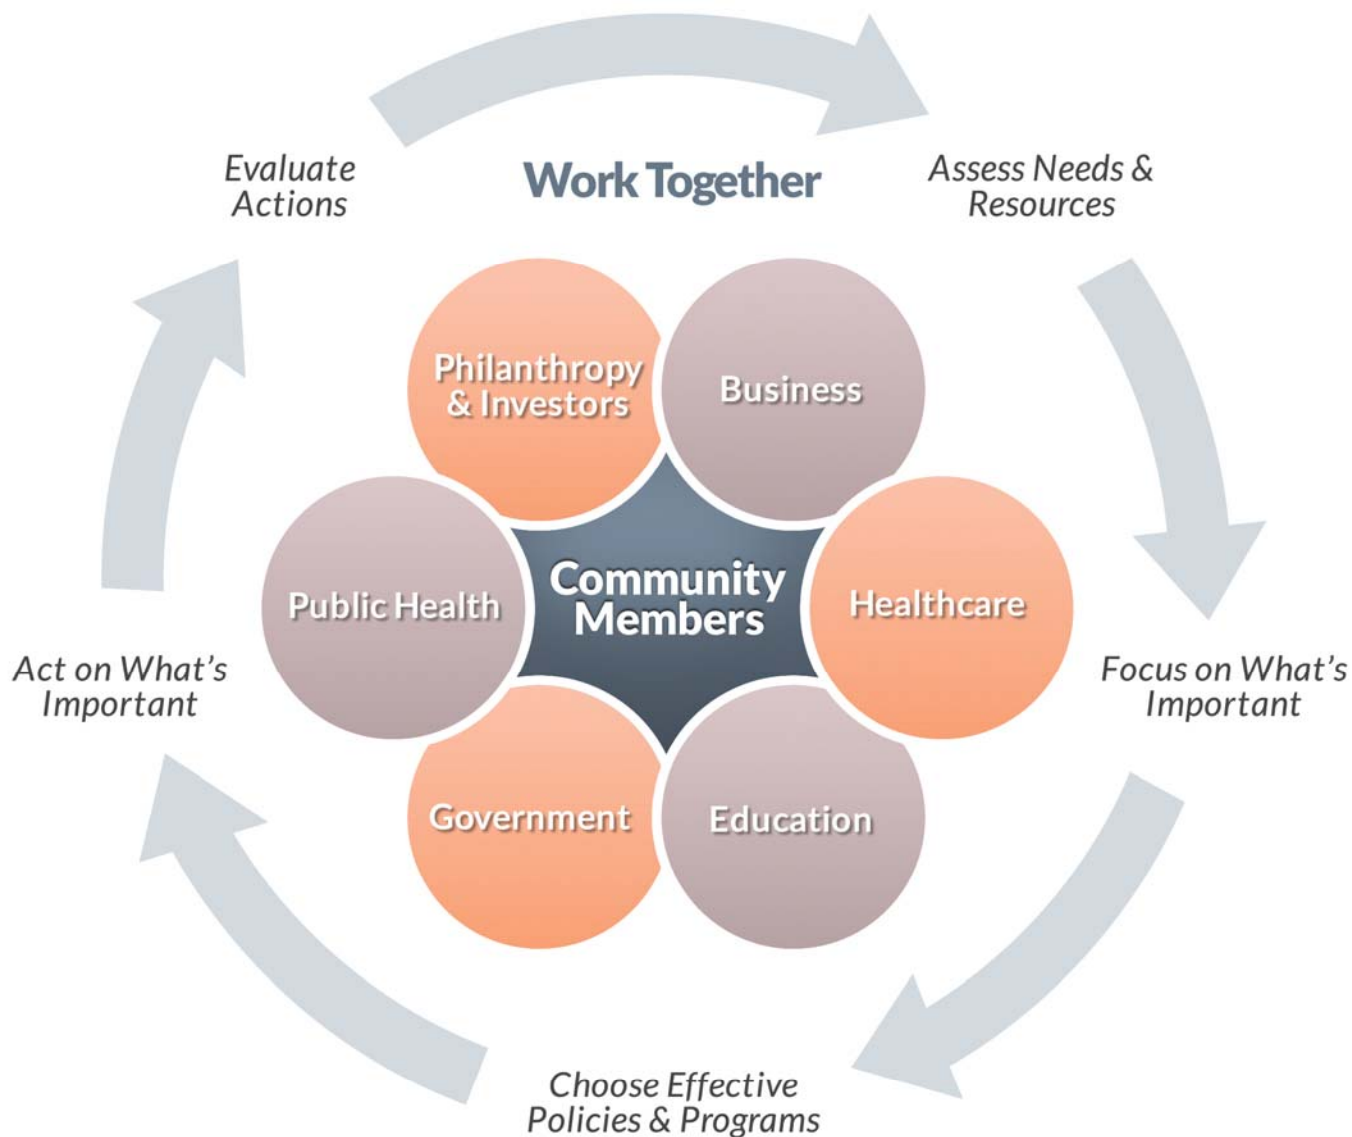 Evaluate
Actions
Work Together
Assess Needs &
Resources
Philanthropy
& Investors
Business
Community
Members
Public Health
Healthcare
Act on What’s
Important
Focus on What’s
Important
Government
Education
Choose Effective
Policies & Programs